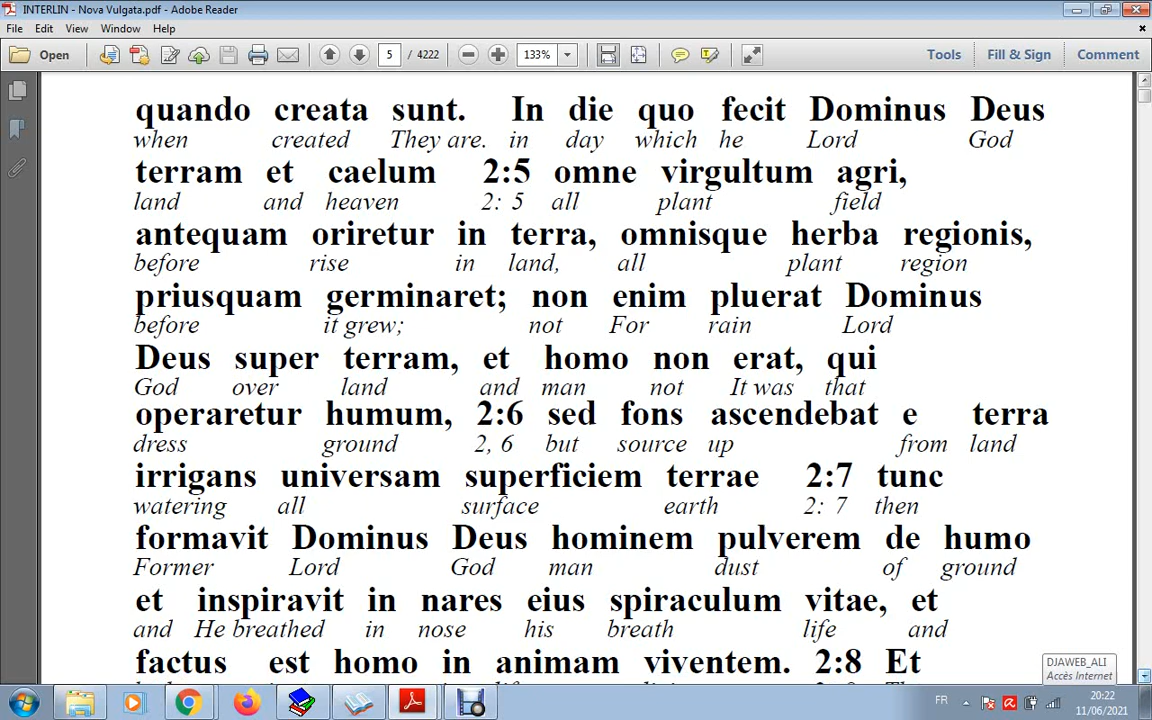 INTERLIN - Nova Vulgata.pdf - Adobe Reader
File Edit View Window Help
Open 5 / 4222 133% Tools Fill & Sign Comment
quando creata sunt. In die quo fecit Dominus Deus
when created They are. in day which he Lord God
terram et caelum 2:5 omne virgultum agri,
land and heaven 2: 5 all plant field
antequam oriretur in terra, omnisque herba regionis,
before rise in land, all plant region
priusquam germinaret; non enim pluerat Dominus
before it grew; not For rain Lord
Deus super terram, et homo non erat, qui
God over land and man not It was that
operaretur humum, 2:6 sed fons ascendebat e terra
dress ground 2, 6 but source up from land
irrigans universam superficiem terrae 2:7 tunc
watering all surface earth 2: 7 then
formavit Dominus Deus hominem pulverem de humo
Former Lord God man dust of ground
et inspiravit in nares eius spiraculum vitae, et
and He breathed in nose his breath life and
factus est homo in animam viventem. 2:8 Et
DJAWEB_ALI
Accès Internet
FR 20:22
11/06/2021